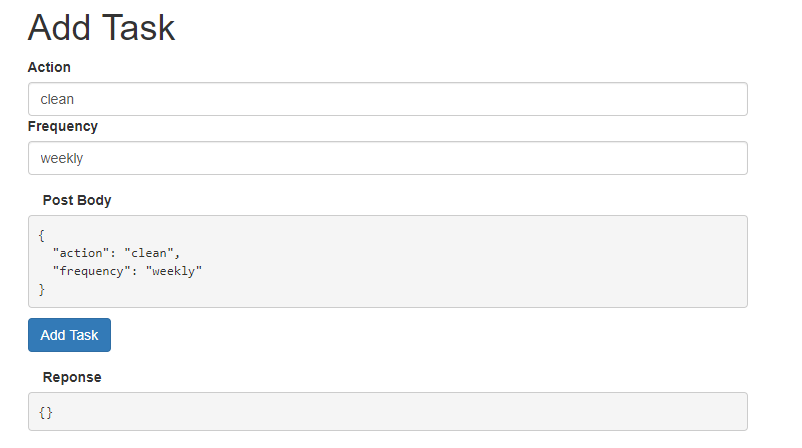 Add Task
Action
clean
Frequency
weekly
Post Body
{
  "action": "clean",
  "frequency": "weekly"
}
Add Task
Reponse
{}